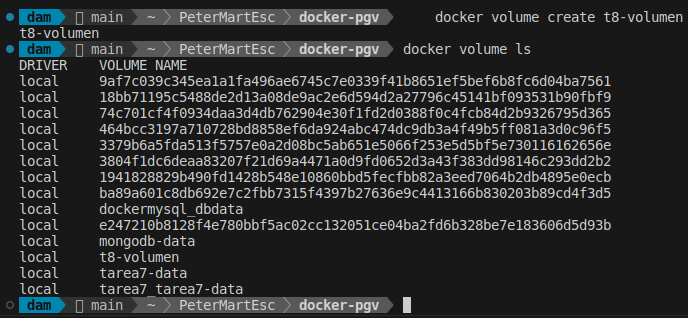 dam main ~ PeterMartEsc docker-pgv docker volume create t8-volumen
t8-volumen
dam main ~ PeterMartEsc docker-pgv docker volume ls
DRIVER VOLUME NAME
local 9af7c039c345ea1a1fa496ae6745c7e0339f41b8651ef5bef6b8fc6d04ba7561
local 18bb71195c5488de2d13a08de9ac2e6d594d2a27796c45141bf093531b90fbf9
local 74c701cf4f0934daa3d4db762904e30f1fd2d0388f0c4fcb84d2b9326795d365
local 464bcc3197a710728bd8858ef6da924abc474dc9db3a4f49b5ff081a3d0c96f5
local 3379b6a5fda513f5757e0a2d08bc5ab651e5066f253e5d5bf5e730116162656e
local 3804f1dc6deaa83207f21d69a4471a0d9fd0652d3a43f383dd98146c293dd2b2
local 1941828829b490fd1428b548e10860bbd5fecfbb82a3eed7064b2db4895e0ecb
local ba89a601c8db692e7c2fbb7315f4397b27636e9c4413166b830203b89cd4f3d5
local dockermysql_dbdata
local e247210b8128f4e780bbf5ac02cc132051ce04ba2fd6b328be7e183606d5d93b
local mongodb-data
local t8-volumen
local tarea7-data
local tarea7_tarea7-data
dam main ~ PeterMartEsc docker-pgv